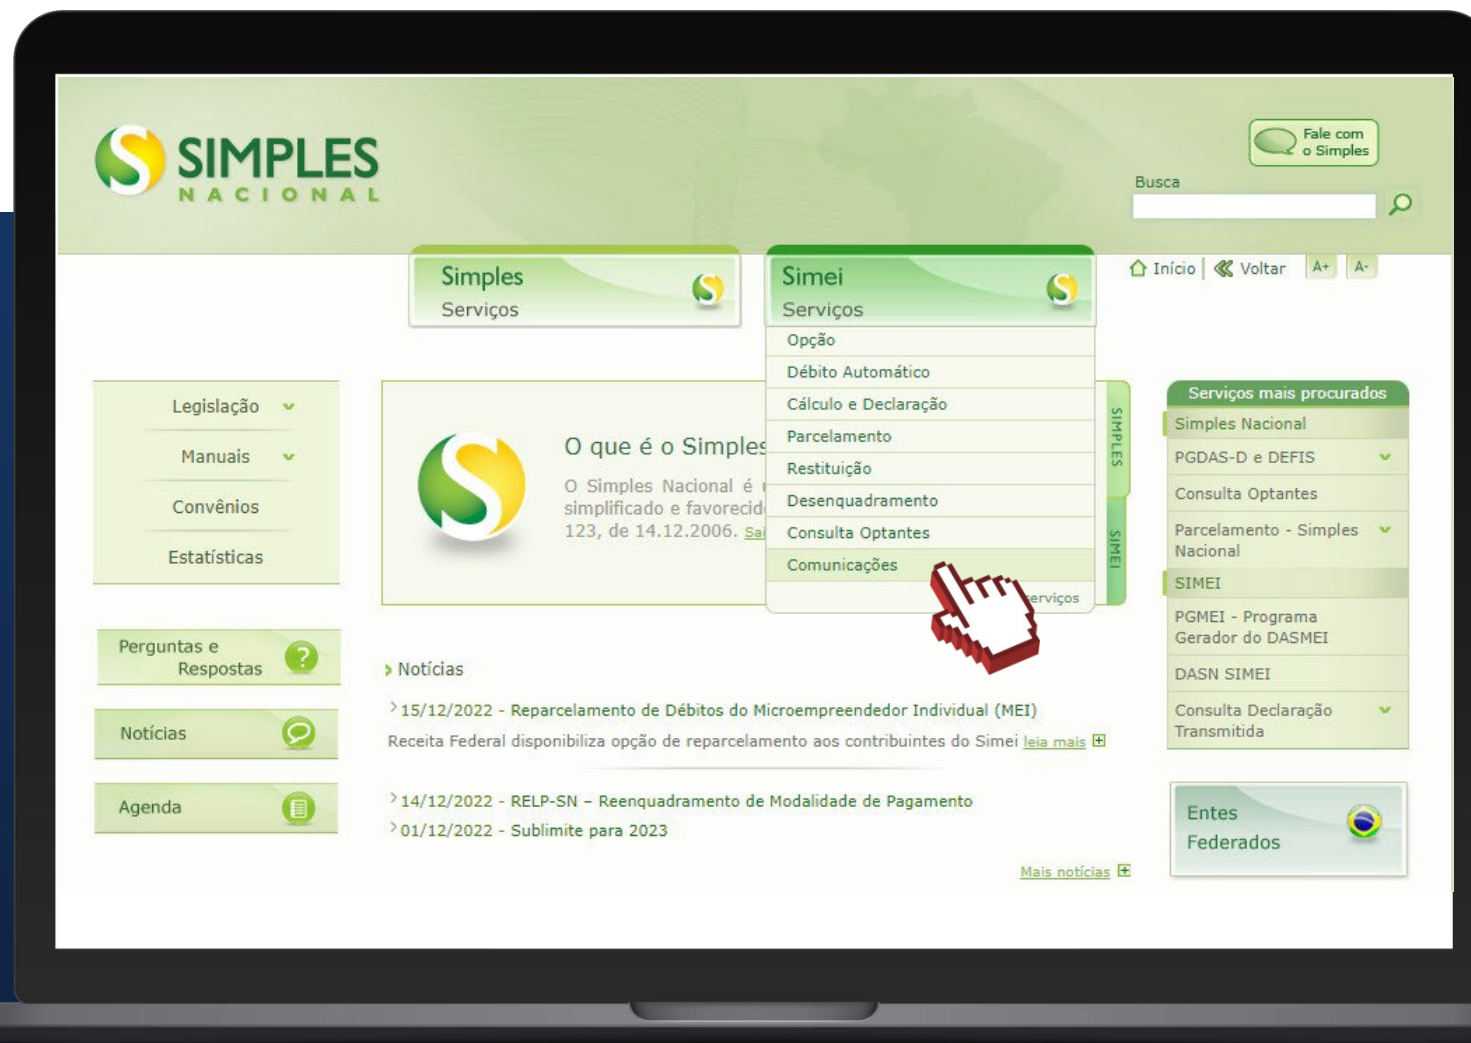 SIMPLES
NACIONAL
Fale com
o Simples
Busca
Simples
Serviços
Simei
Serviços
Início
Voltar
A+
A-
Opção
Débito Automático
Cálculo e Declaração
Parcelamento
Restituição
Desenquadramento
Consulta Optantes
Comunicações
serviços
Legislação
Manuais
Convênios
Estatísticas
O que é o Simples
O Simples Nacional é
simplificado e favorecid
123, de 14.12.2006. Sai
SIMPLES
SIMEI
Serviços mais procurados
Simples Nacional
PGDAS-D e DEFIS
Consulta Optantes
Parcelamento - Simples
Nacional
SIMEI
PGMEI - Programa
Gerador do DASMEI
DASN SIMEI
Consulta Declaração
Transmitida
Perguntas e
Respostas
Notícias
Agenda
Notícias
15/12/2022 - Reparcelamento de Débitos do Microempreendedor Individual (MEI)
Receita Federal disponibiliza opção de reparcelamento aos contribuintes do Simei leia mais
14/12/2022 - RELP-SN – Reenquadramento de Modalidade de Pagamento
01/12/2022 - Sublimite para 2023
Mais notícias
Entes
Federados